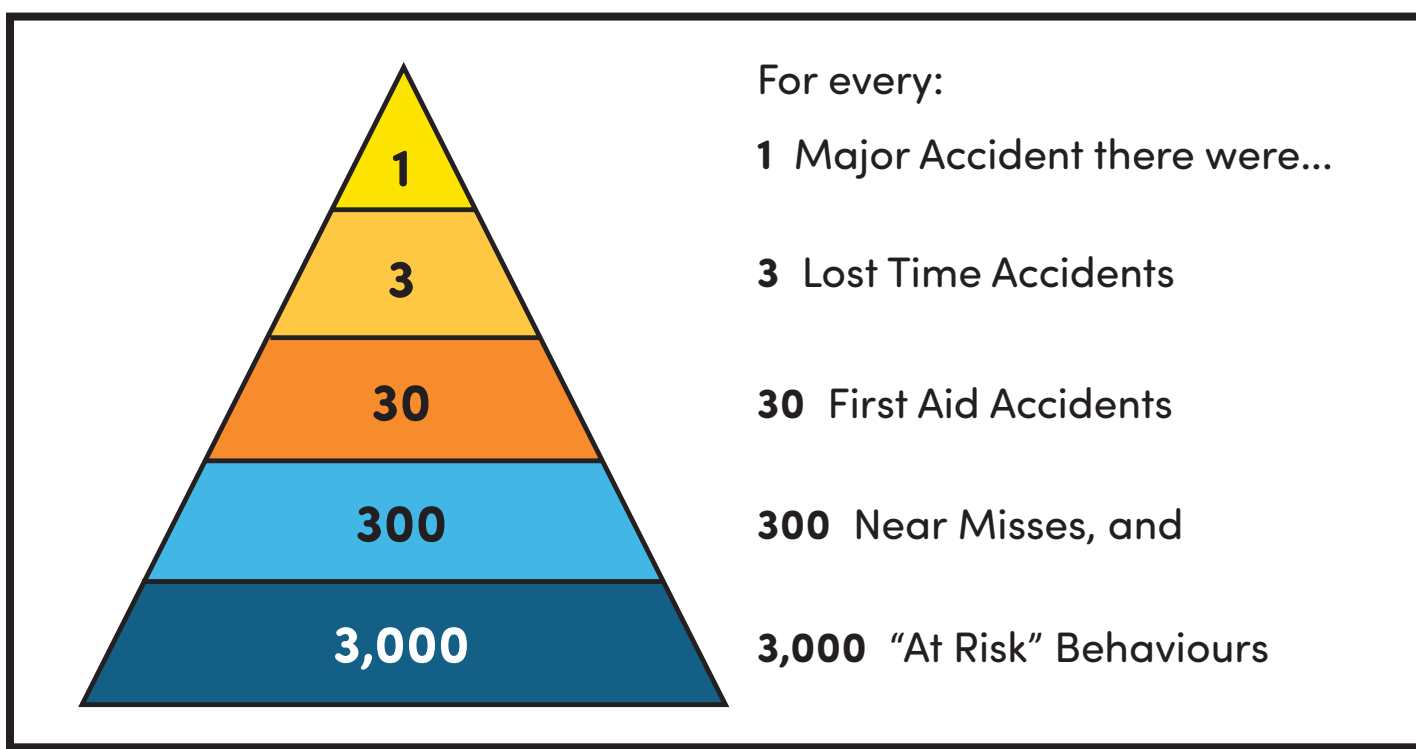 For every:
1
1 Major Accident there were...
3
3 Lost Time Accidents
30
30 First Aid Accidents
300
300 Near Misses, and
3,000
3,000 “At Risk” Behaviours